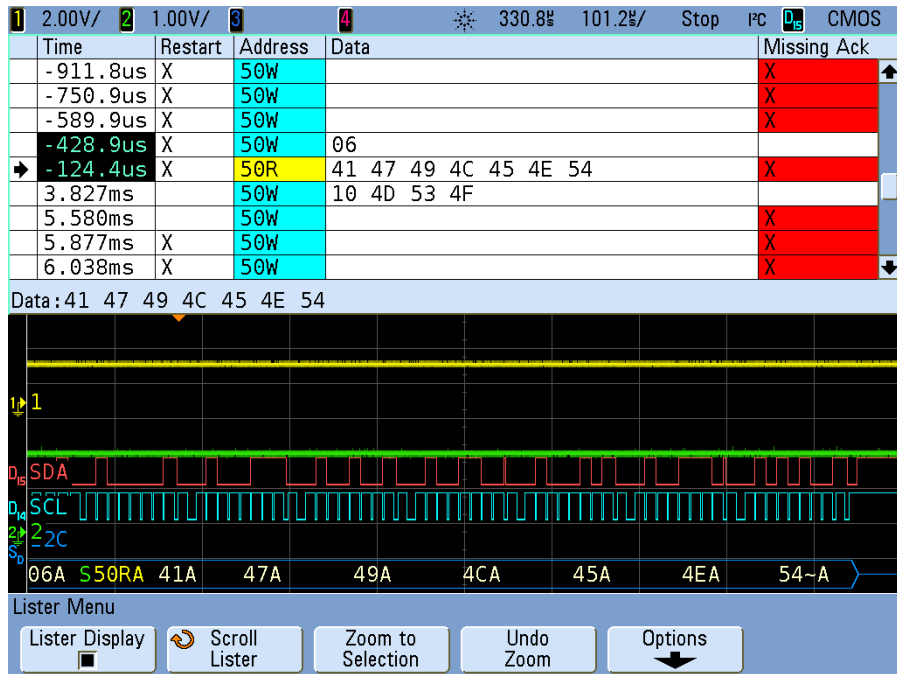 1 2.00V/ 2 1.00V/ 3 4 330.8us 101.2us/ Stop I²C D15 CMOS
Time Restart Address Data Missing Ack
-911.8us X 50W X
-750.9us X 50W X
-589.9us X 50W X
-428.9us X 50W 06
-124.4us X 50R 41 47 49 4C 45 4E 54 X
3.827ms 50W 10 4D 53 4F
5.580ms 50W X
5.877ms X 50W X
6.038ms X 50W X
Data:41 47 49 4C 45 4E 54
1 1
D15 SDA
D14 SCL
2 2
SD I2C
06A S50RA 41A 47A 49A 4CA 45A 4EA 54~A
Lister Menu
Lister Display Scroll Lister Zoom to Selection Undo Zoom Options